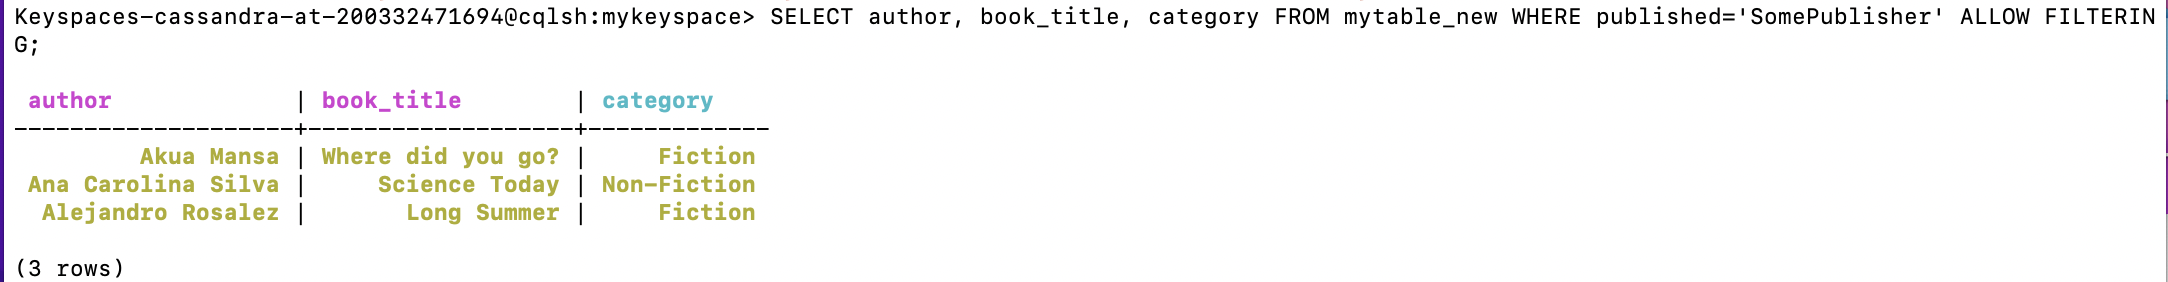 Keyspaces-cassandra-at-200332471694@cqlsh:mykeyspace> SELECT author, book_title, category FROM mytable_new WHERE published='SomePublisher' ALLOW FILTERIN
G;
 author             | book_title        | category
--------------------+-------------------+-------------
         Akua Mansa | Where did you go? |     Fiction
 Ana Carolina Silva |     Science Today | Non-Fiction
  Alejandro Rosalez |       Long Summer |     Fiction
(3 rows)